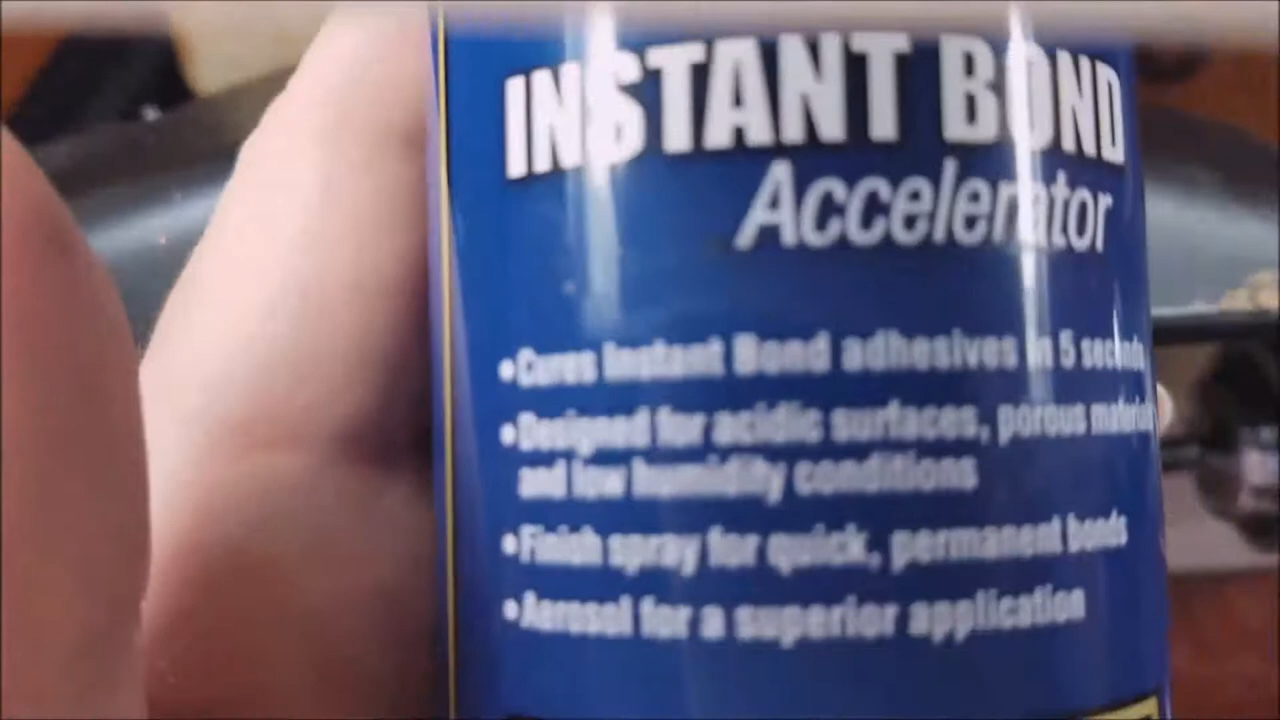 INSTANT BOND
Accelerator
•Cures Instant Bond adhesives in 5 seconds
•Designed for acidic surfaces, porous materials
and low humidity conditions
•Finish spray for quick, permanent bonds
•Aerosol for a superior application